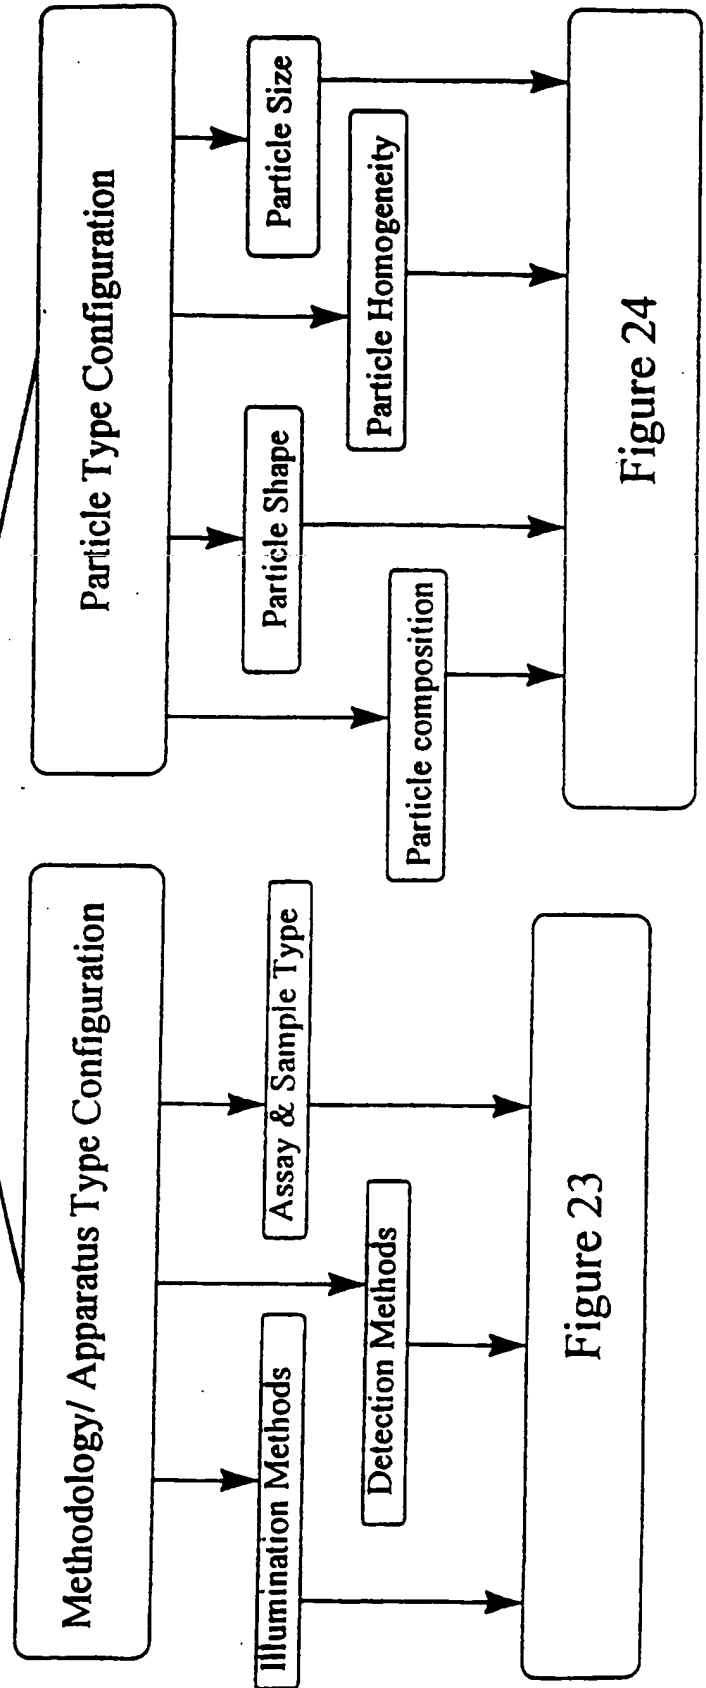 Methodology/ Apparatus Type Configuration
Illumination Methods
Detection Methods
Assay & Sample Type
Figure 23
Particle Type Configuration
Particle composition
Particle Shape
Particle Homogeneity
Particle Size
Figure 24